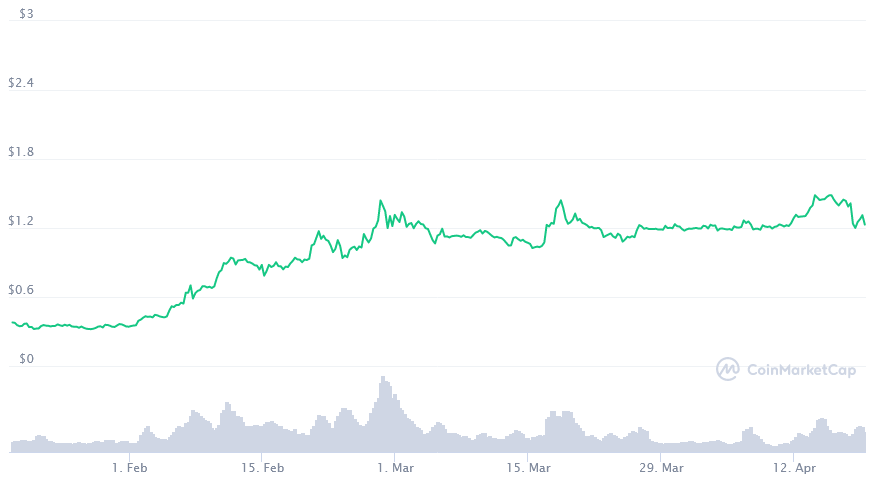 $3
$2.4
$1.8
$1.2
$0.6
$0
CoinMarketCap
1. Feb
15. Feb
1. Mar
15. Mar
29. Mar
12. Apr